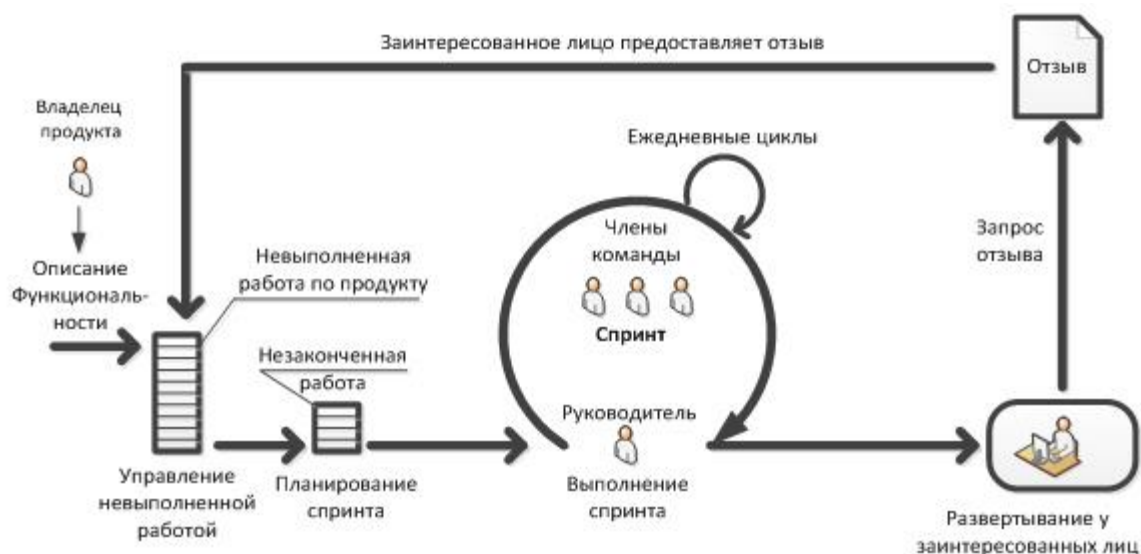 Заинтересованное лицо предоставляет отзыв
Отзыв
Владелец
продукта
Ежедневные циклы
Описание
Функциональ-
ности
Невыполненная
работа по продукту
Незаконченная
работа
Члены
команды
Спринт
Запрос
отзыва
Руководитель
Управление
невыполненной
работой
Планирование
спринта
Выполнение
спринта
Развертывание у
заинтересованных лиц